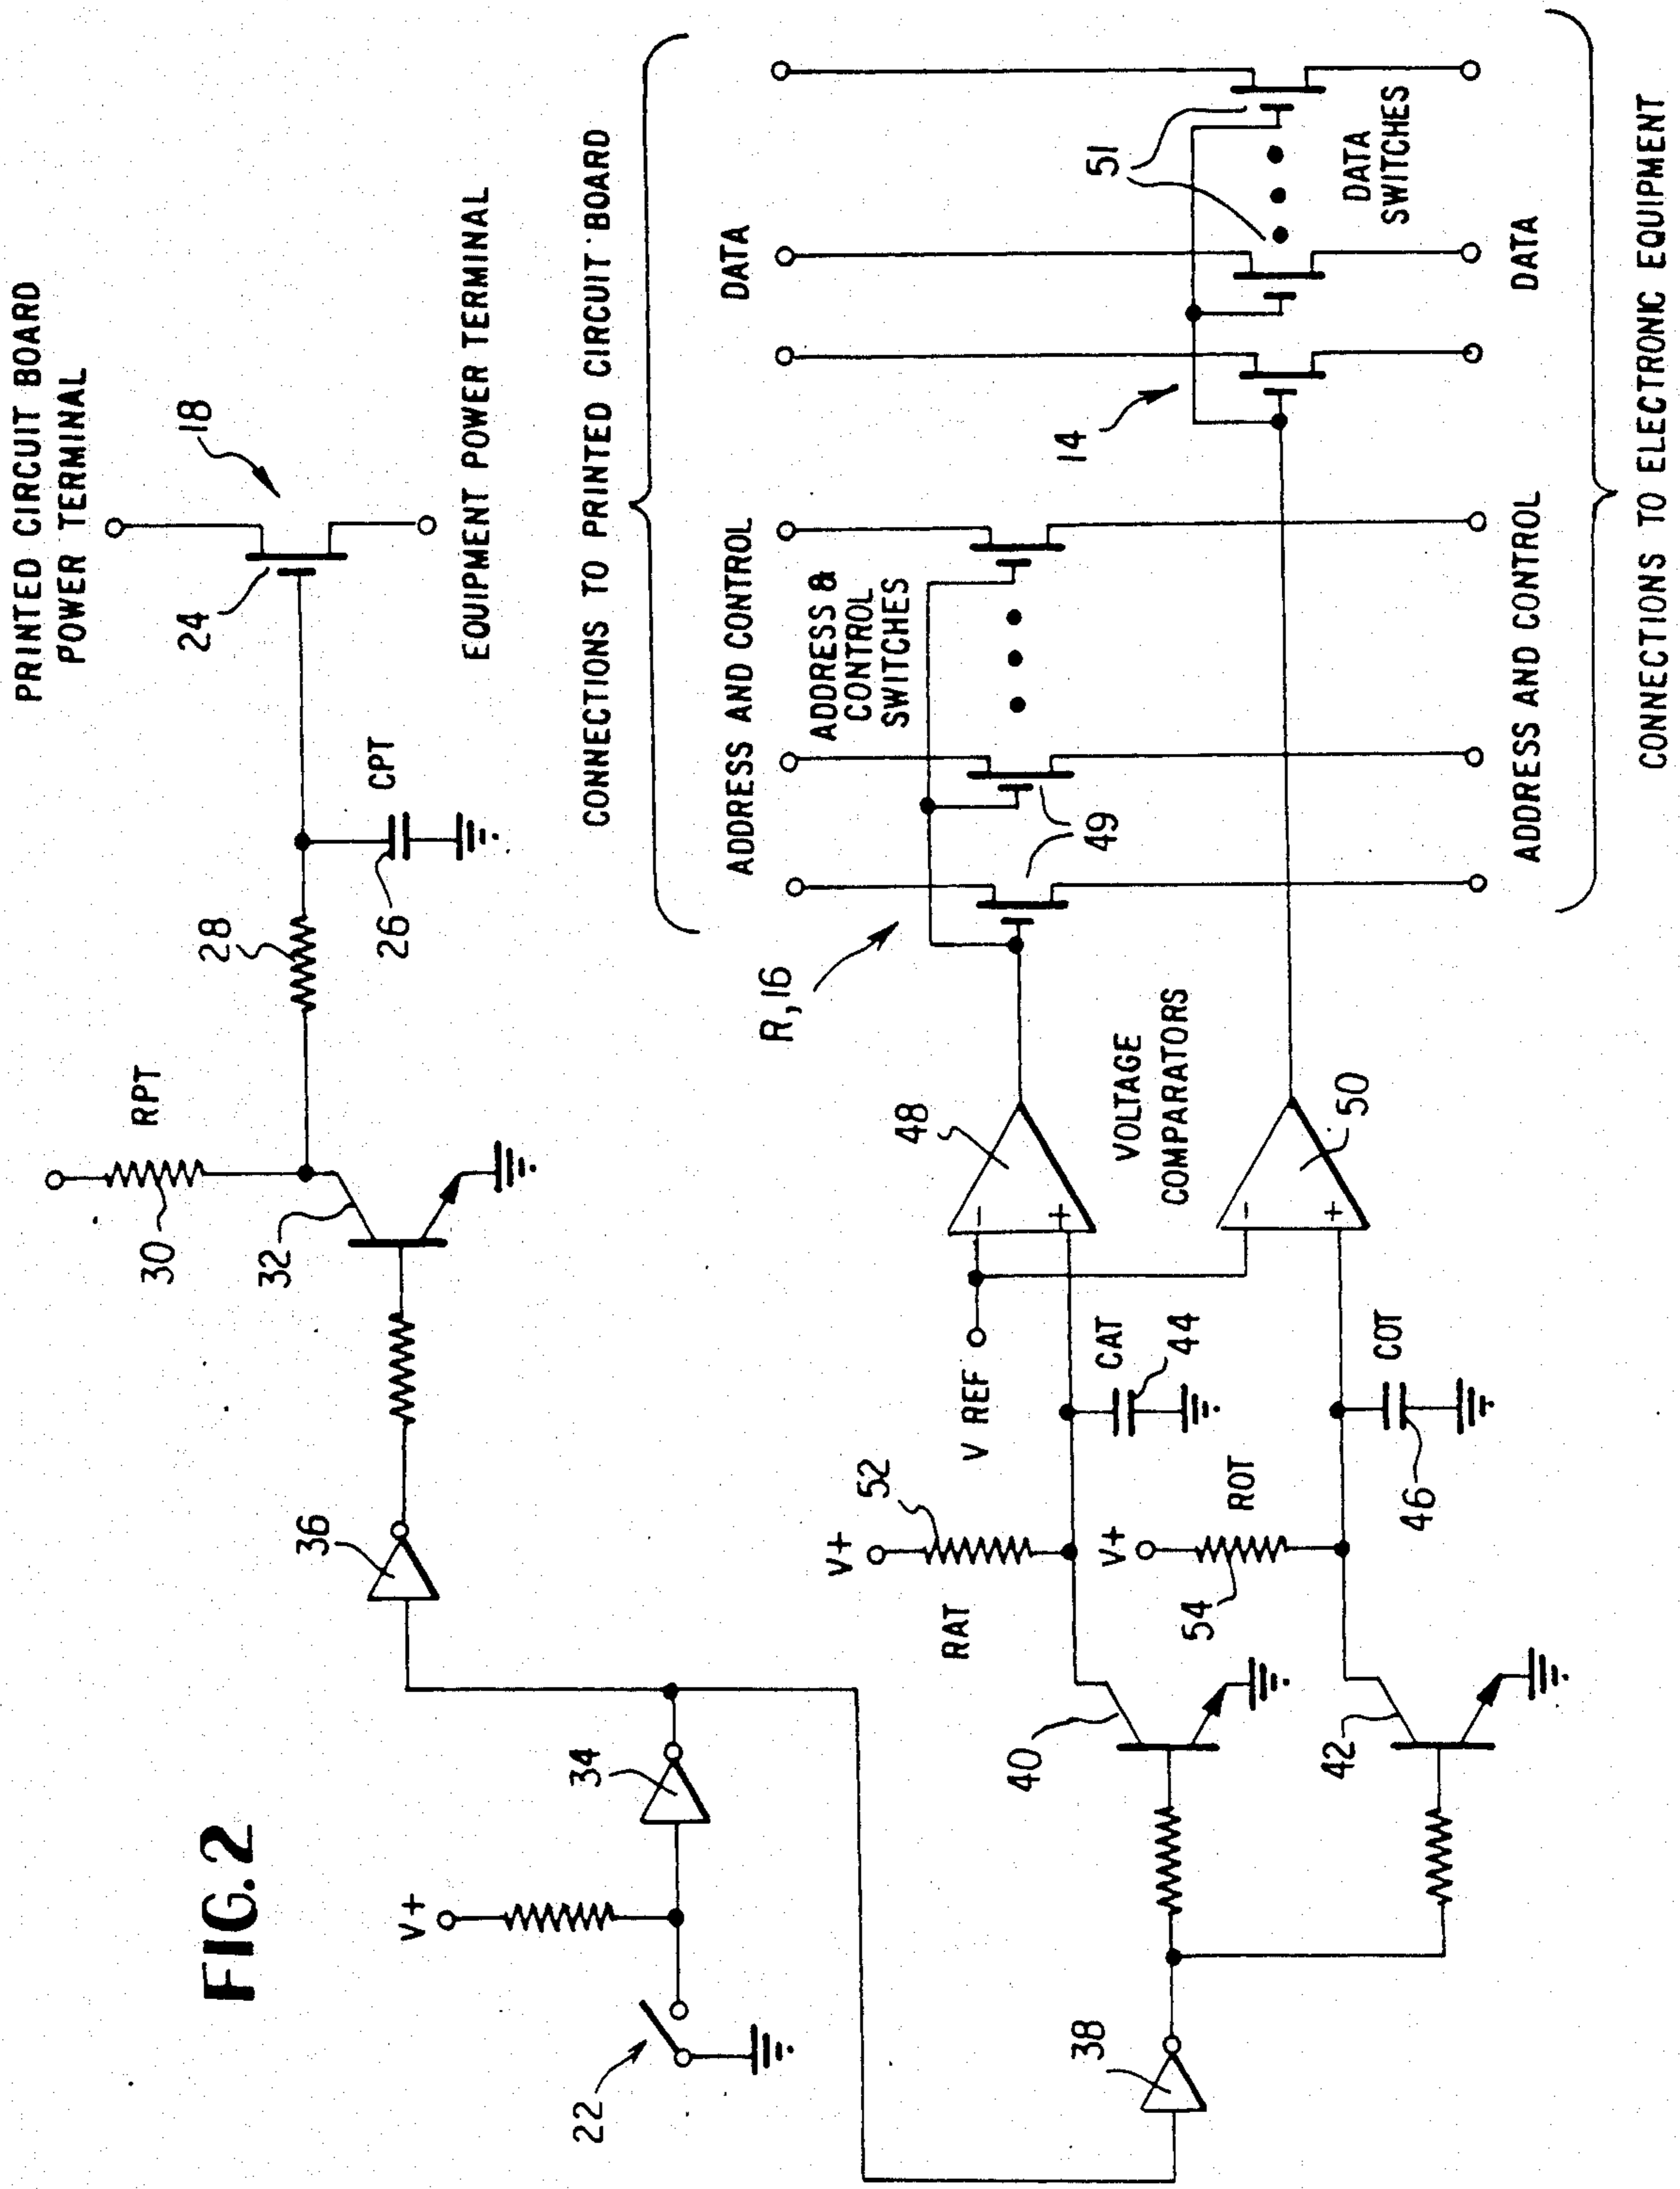 FIG.2
PRINTED CIRCUIT BOARD
POWER TERMINAL
18
24
EQUIPMENT POWER TERMINAL
RPT
30
28
32
26
CPT
36
V+
34
22
38
CONNECTIONS TO PRINTED CIRCUIT BOARD
ADDRESS AND CONTROL
DATA
ADDRESS &
CONTROL
SWITCHES
R,16
49
14
51
DATA
SWITCHES
V+
52
RAT
V REF
48
-
+
CAT
44
VOLTAGE
COMPARATORS
40
V+
ROT
54
COT
46
-
+
50
42
ADDRESS AND CONTROL
DATA
CONNECTIONS TO ELECTRONIC EQUIPMENT